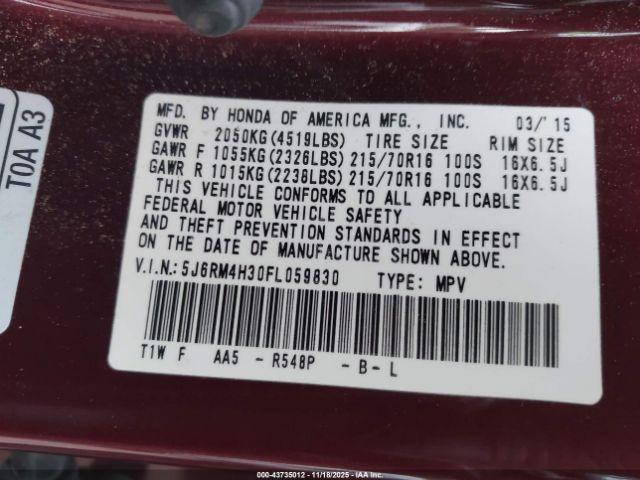 MFD. BY HONDA OF AMERICA MFG., INC. 03/'15
GVWR 2050KG(4519LBS) TIRE SIZE RIM SIZE
GAWR F 1055KG(2326LBS) 215/70R16 100S 16X6.5J
GAWR R 1015KG(2238LBS) 215/70R16 100S 16X6.5J
THIS VEHICLE CONFORMS TO ALL APPLICABLE
FEDERAL MOTOR VEHICLE SAFETY
AND THEFT PREVENTION STANDARDS IN EFFECT
ON THE DATE OF MANUFACTURE SHOWN ABOVE.
V.I.N.:5J6RM4H30FL059830 TYPE: MPV
T1W F AA5 - R548P - B - L
T0A A3
© IAA - 43735012 - 11/18/2025 - IAAI.com